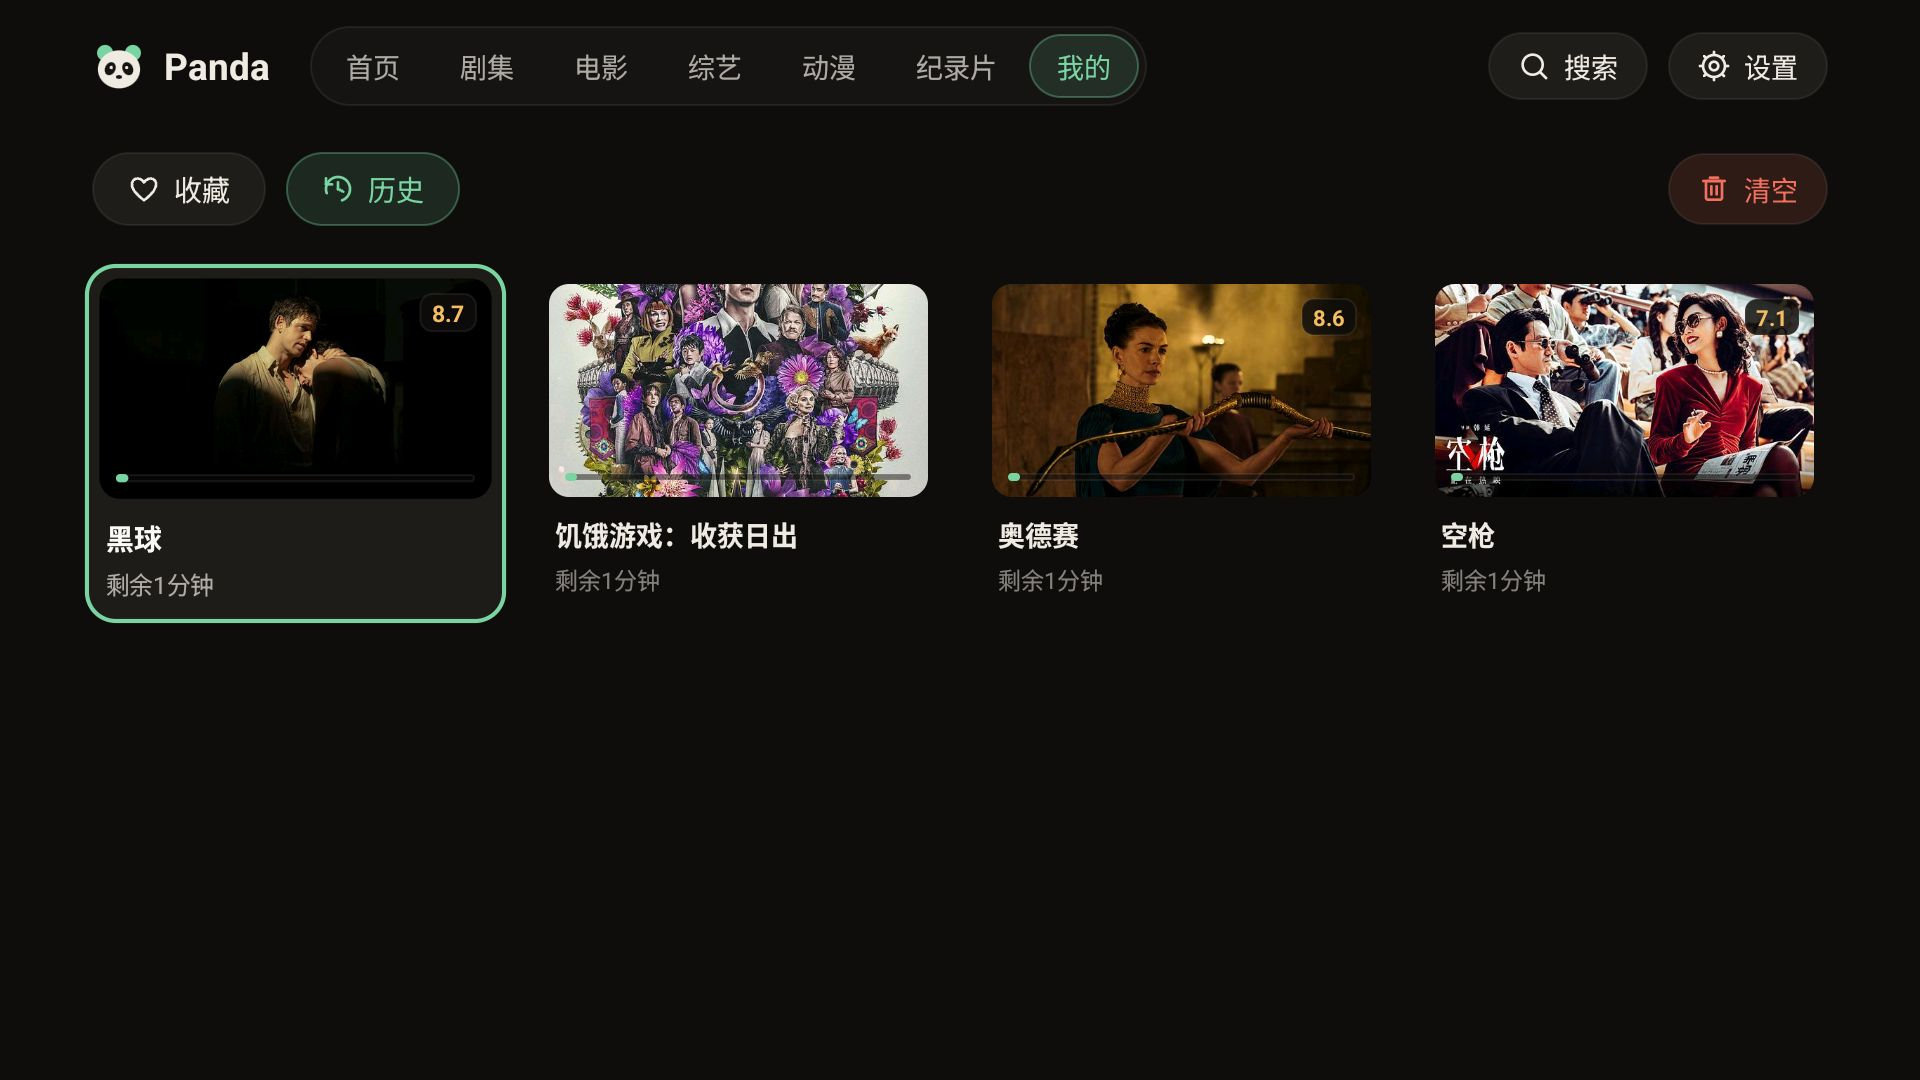 Panda
首页
剧集
电影
综艺
动漫
纪录片
我的
搜索
设置
收藏
历史
清空
8.7
8.6
7.1
空枪
黑球
剩余1分钟
饥饿游戏：收获日出
剩余1分钟
奥德赛
剩余1分钟
空枪
剩余1分钟